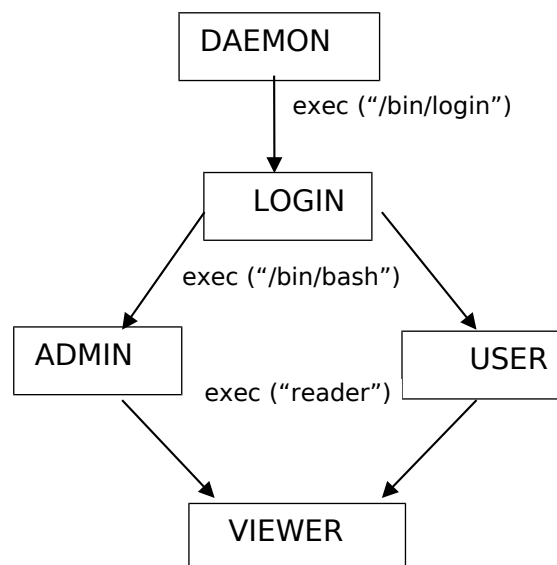 DAEMON
exec (“/bin/login”)
LOGIN
exec (“/bin/bash”)
ADMIN
USER
exec (“reader”)
VIEWER